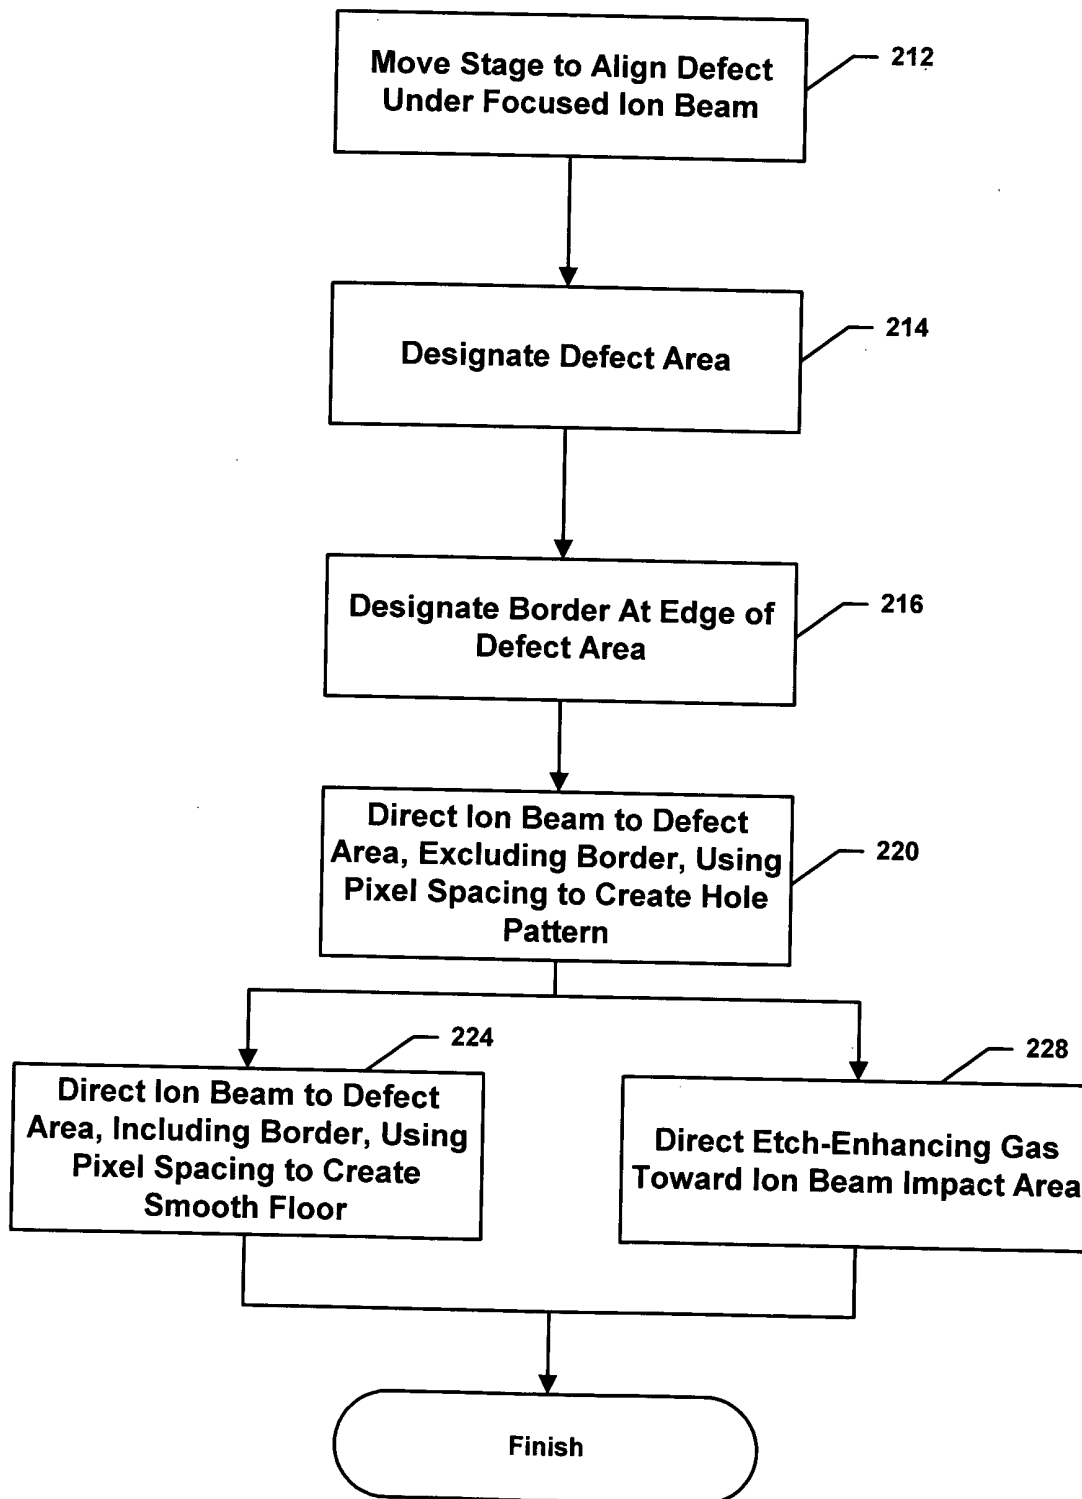 Move Stage to Align Defect
Under Focused Ion Beam
212
Designate Defect Area
214
Designate Border At Edge of
Defect Area
216
Direct Ion Beam to Defect
Area, Excluding Border, Using
Pixel Spacing to Create Hole
Pattern
220
Direct Ion Beam to Defect
Area, Including Border, Using
Pixel Spacing to Create
Smooth Floor
224
Direct Etch-Enhancing Gas
Toward Ion Beam Impact Area
228
Finish